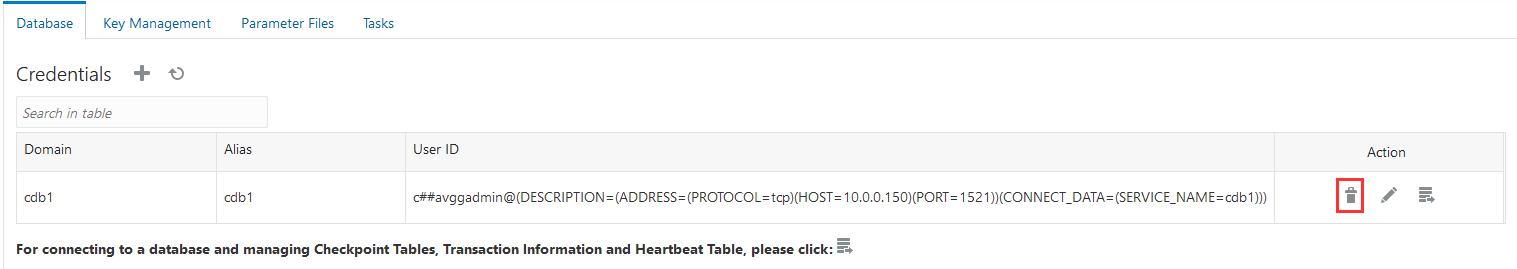 Database Key Management Parameter Files Tasks
Credentials
Search in table
Domain Alias User ID Action
cdb1 cdb1 c##avggadmin@(DESCRIPTION=(ADDRESS=(PROTOCOL=tcp)(HOST=10.0.0.150)(PORT=1521))(CONNECT_DATA=(SERVICE_NAME=cdb1)))
For connecting to a database and managing Checkpoint Tables, Transaction Information and Heartbeat Table, please click: